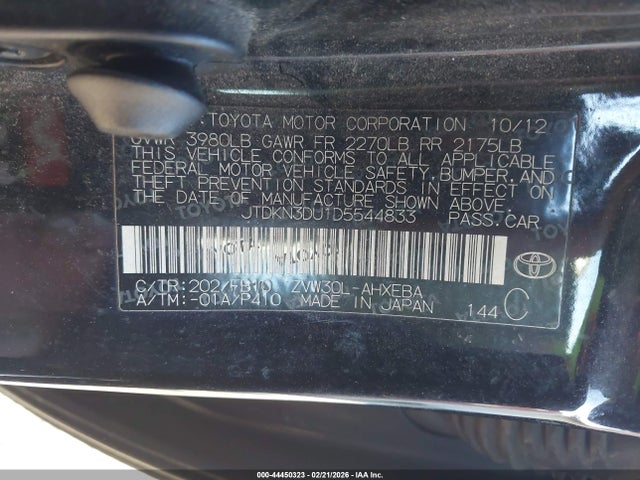 TOYOTA MOTOR CORPORATION 10/12
GVWR 3980LB GAWR FR 2270LB RR 2175LB
THIS VEHICLE CONFORMS TO ALL APPLICABLE
FEDERAL MOTOR VEHICLE SAFETY,BUMPER,AND
THEFT PREVENTION STANDARDS IN EFFECT ON
THE DATE OF MANUFACTURE SHOWN ABOVE.
JTDKN3DU1D5544833 PASS.CAR
C/TR:202/FB10 ZVW30L-AHXEBA
A/TM:-01A/P410 MADE IN JAPAN 144 C
000-44450323 - 02/21/2026 - IAA Inc.